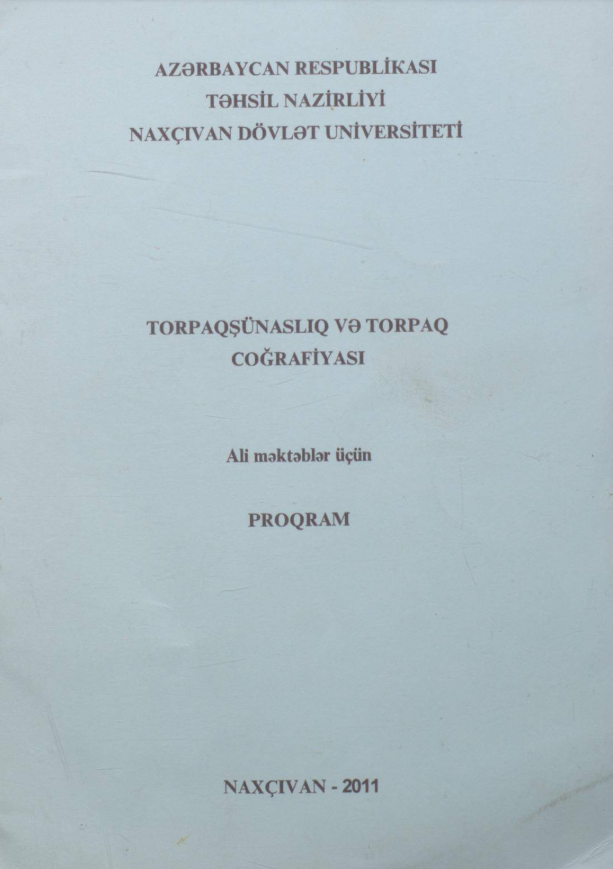 AZƏRBAYCAN RESPUBLİKASI
TƏHSİL NAZİRLİYİ
NAXÇIVAN DÖVLƏT UNİVERSİTETİ
TORPAQŞÜNASLIQ VƏ TORPAQ
COĞRAFİYASI
Ali məktəblər üçün
PROQRAM
NAXÇIVAN - 2011